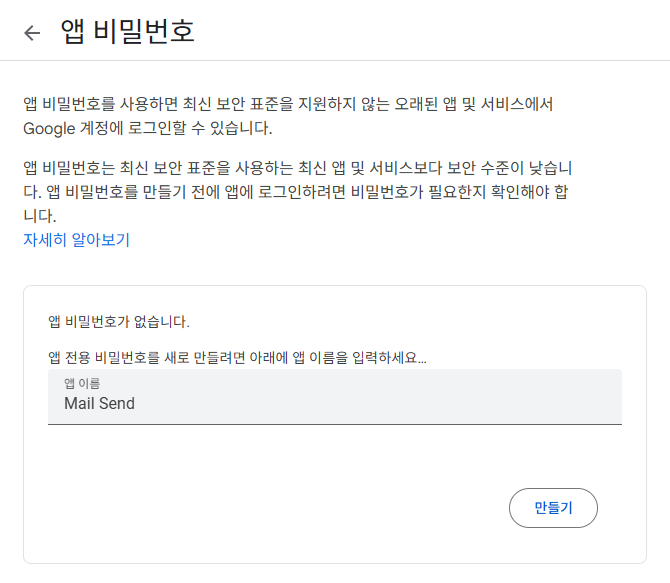 앱 비밀번호
앱 비밀번호를 사용하면 최신 보안 표준을 지원하지 않는 오래된 앱 및 서비스에서
Google 계정에 로그인할 수 있습니다.
앱 비밀번호는 최신 보안 표준을 사용하는 최신 앱 및 서비스보다 보안 수준이 낮습니
다. 앱 비밀번호를 만들기 전에 앱에 로그인하려면 비밀번호가 필요한지 확인해야 합
니다.
자세히 알아보기
앱 비밀번호가 없습니다.
앱 전용 비밀번호를 새로 만들려면 아래에 앱 이름을 입력하세요...
앱 이름
Mail Send
만들기